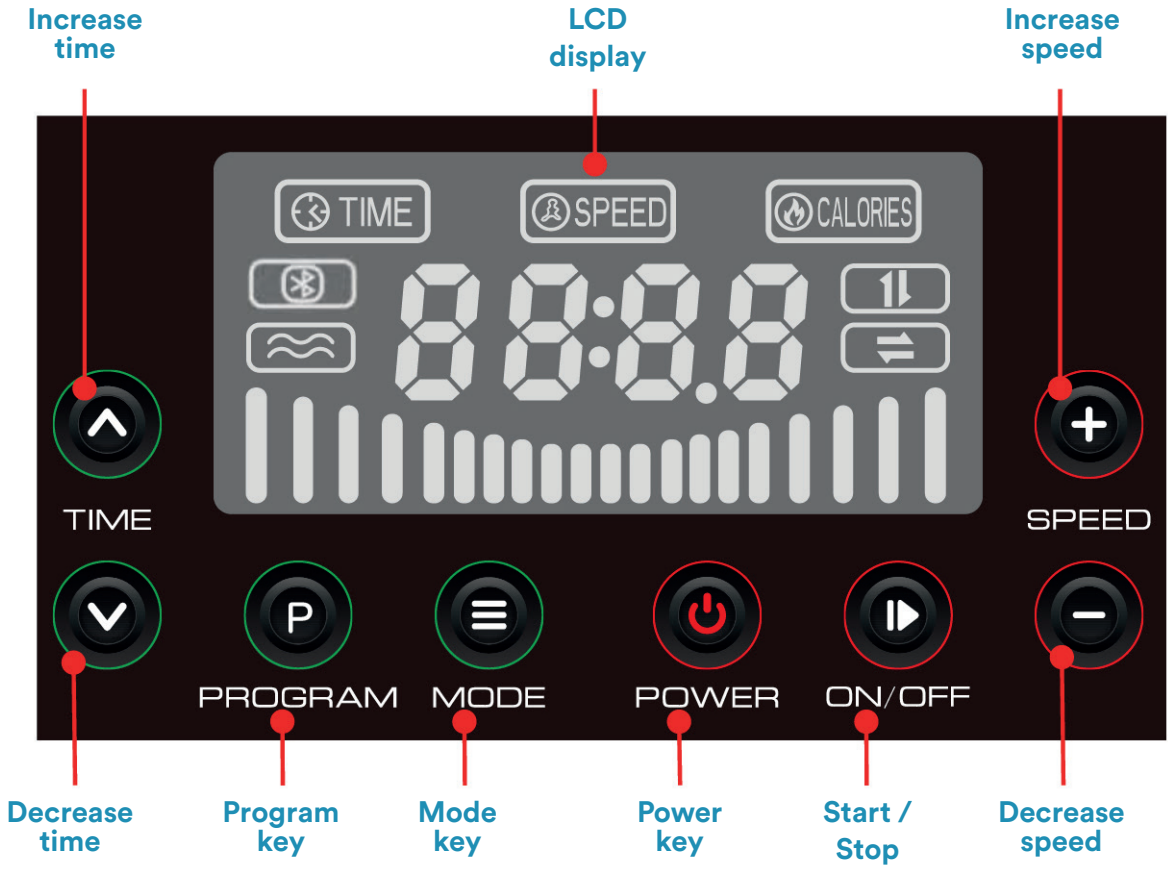 Increase
time
LCD
display
Increase
speed
TIME
SPEED
CALORIES
88:8.8
TIME
SPEED
P
PROGRAM
MODE
POWER
ON/OFF
Decrease
time
Program
key
Mode
key
Power
key
Start /
Stop
Decrease
speed